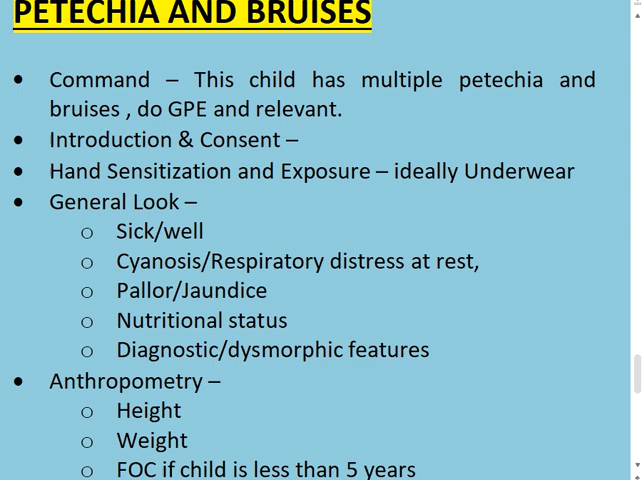 PETECHIA AND BRUISES
• Command – This child has multiple petechia and
bruises , do GPE and relevant.
• Introduction & Consent –
• Hand Sensitization and Exposure – ideally Underwear
• General Look –
○ Sick/well
○ Cyanosis/Respiratory distress at rest,
○ Pallor/Jaundice
○ Nutritional status
○ Diagnostic/dysmorphic features
• Anthropometry –
○ Height
○ Weight
○ FOC if child is less than 5 years